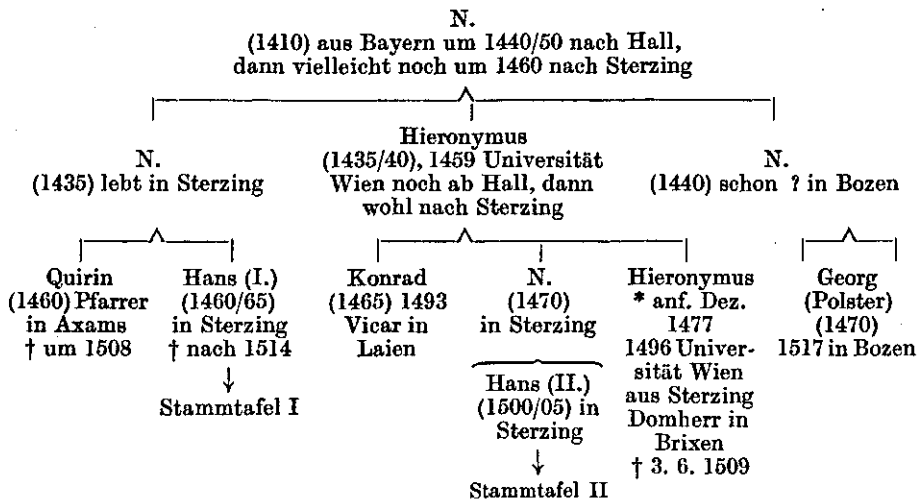 N.
(1410) aus Bayern um 1440/50 nach Hall,
dann vielleicht noch um 1460 nach Sterzing
N.
(1435) lebt in Sterzing
Hieronymus
(1435/40), 1459 Universität
Wien noch ab Hall, dann
wohl nach Sterzing
N.
(1440) schon ? in Bozen
Quirin
(1460) Pfarrer
in Axams
† um 1508
Hans (I.)
(1460/65)
in Sterzing
† nach 1514
↓
Stammtafel I
Konrad
(1465) 1493
Vicar in
Laien
N.
(1470)
in Sterzing
Hans (II.)
(1500/05) in
Sterzing
↓
Stammtafel II
Hieronymus
* anf. Dez.
1477
1496 Univer-
sität Wien
aus Sterzing
Domherr in
Brixen
† 3. 6. 1509
Georg
(Polster)
(1470)
1517 in Bozen